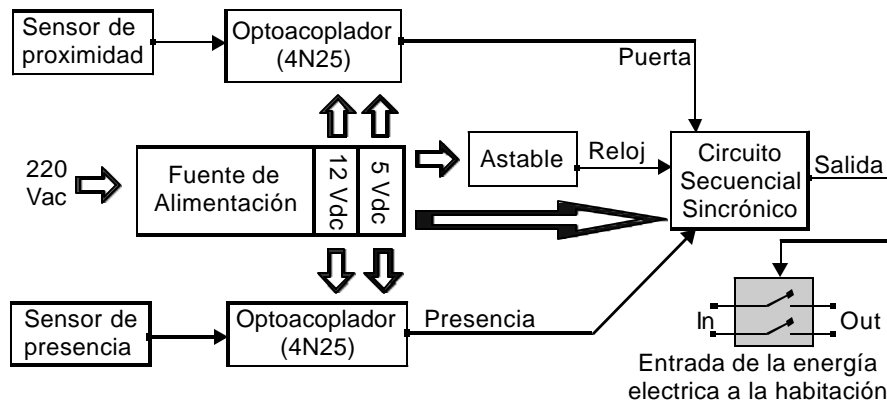 Sensor de
proximidad
Optoacoplador
(4N25)
Puerta
220
Vac
Fuente de
Alimentación
12 Vdc
5 Vdc
Astable
Reloj
Circuito
Secuencial
Sincrónico
Salida
Sensor de
presencia
Optoacoplador
(4N25)
Presencia
In
Out
Entrada de la energía
electrica a la habitación